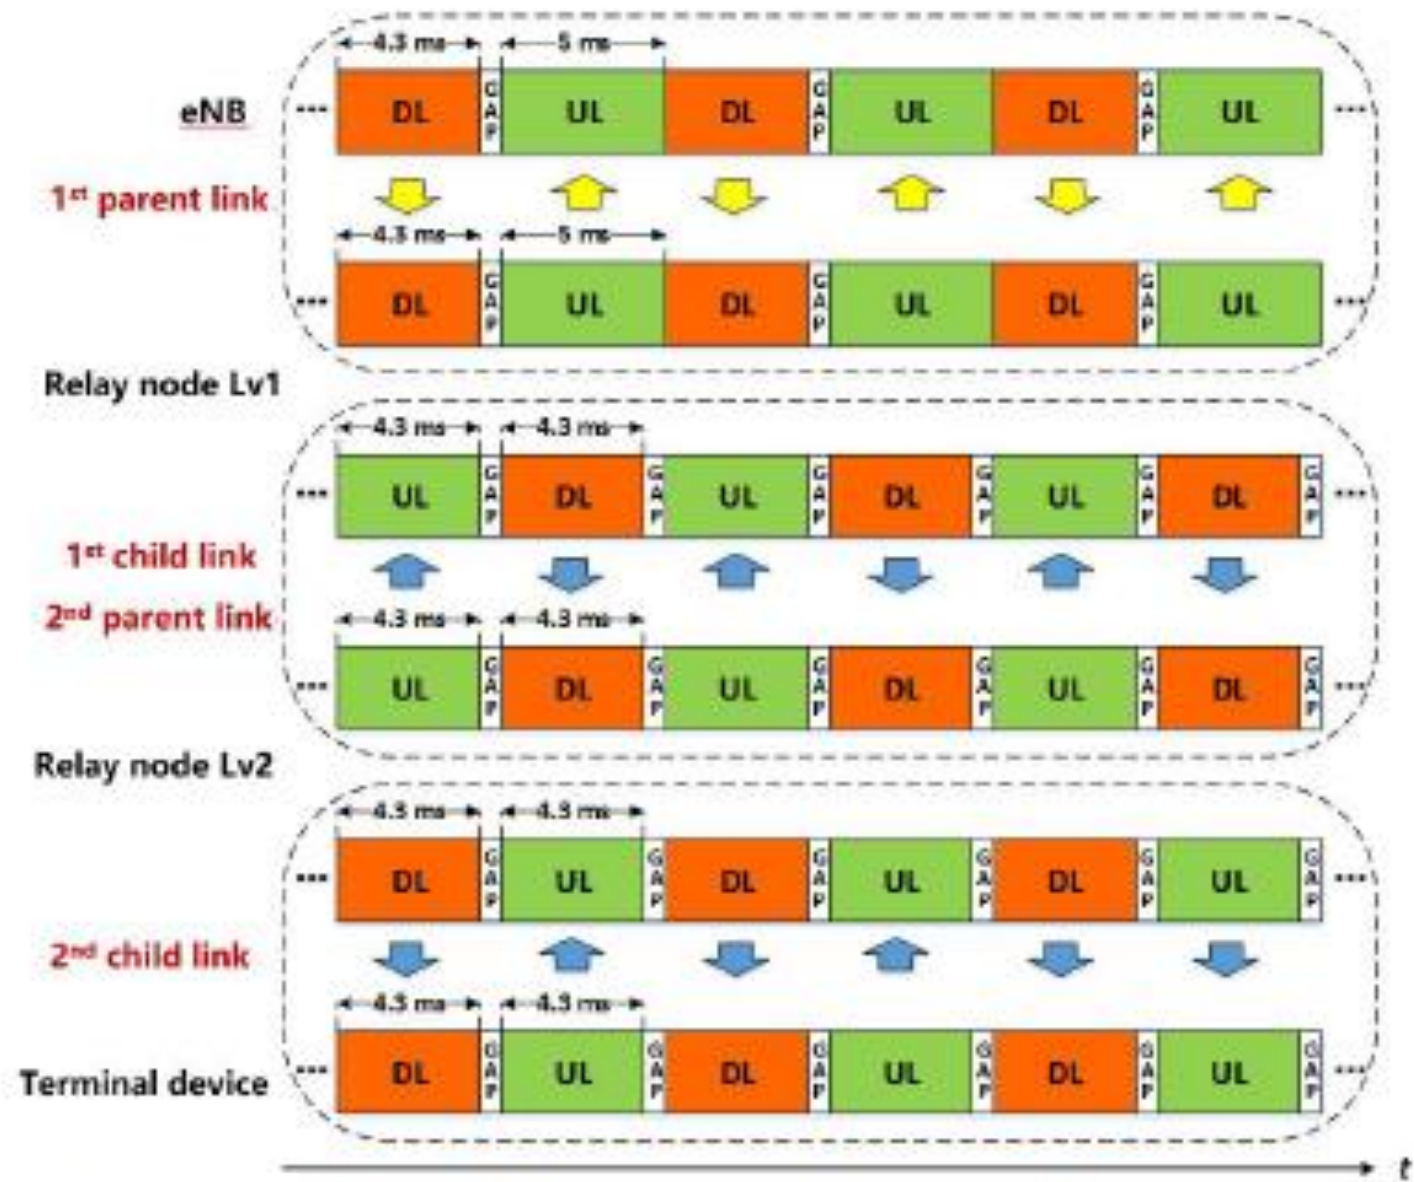 4.3 ms 5 ms
eNB ... DL GAP UL DL GAP UL DL GAP UL ...
1st parent link
4.3 ms 5 ms
... DL GAP UL DL GAP UL DL GAP UL ...
Relay node Lv1
4.3 ms 4.3 ms
... UL GAP DL GAP UL GAP DL GAP UL GAP DL GAP ...
1st child link
2nd parent link
4.3 ms 4.3 ms
... UL GAP DL GAP UL GAP DL GAP UL GAP DL GAP ...
Relay node Lv2
4.3 ms 4.3 ms
... DL GAP UL GAP DL GAP UL GAP DL GAP UL GAP ...
2nd child link
4.3 ms 4.3 ms
Terminal device ... DL GAP UL GAP DL GAP UL GAP DL GAP UL GAP ...
t